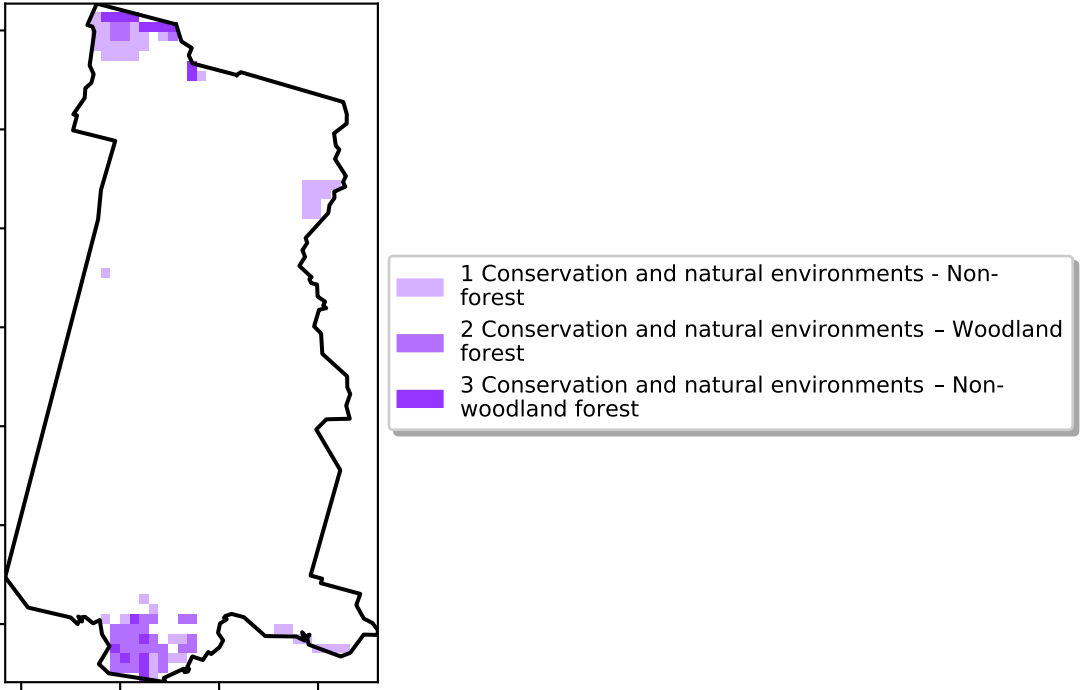 1 Conservation and natural environments - Non-
forest
2 Conservation and natural environments – Woodland
forest
3 Conservation and natural environments – Non-
woodland forest